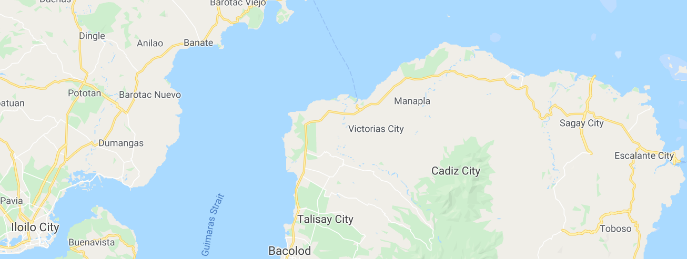 Dueñas
Barotac Viejo
Dingle
Anilao
Banate
Pototan
Barotac Nuevo
Manapla
Victorias City
Sagay City
Dumangas
Escalante City
Cadiz City
Pavia
Guimaras Strait
Talisay City
Iloilo City
Toboso
Buenavista
Bacolod